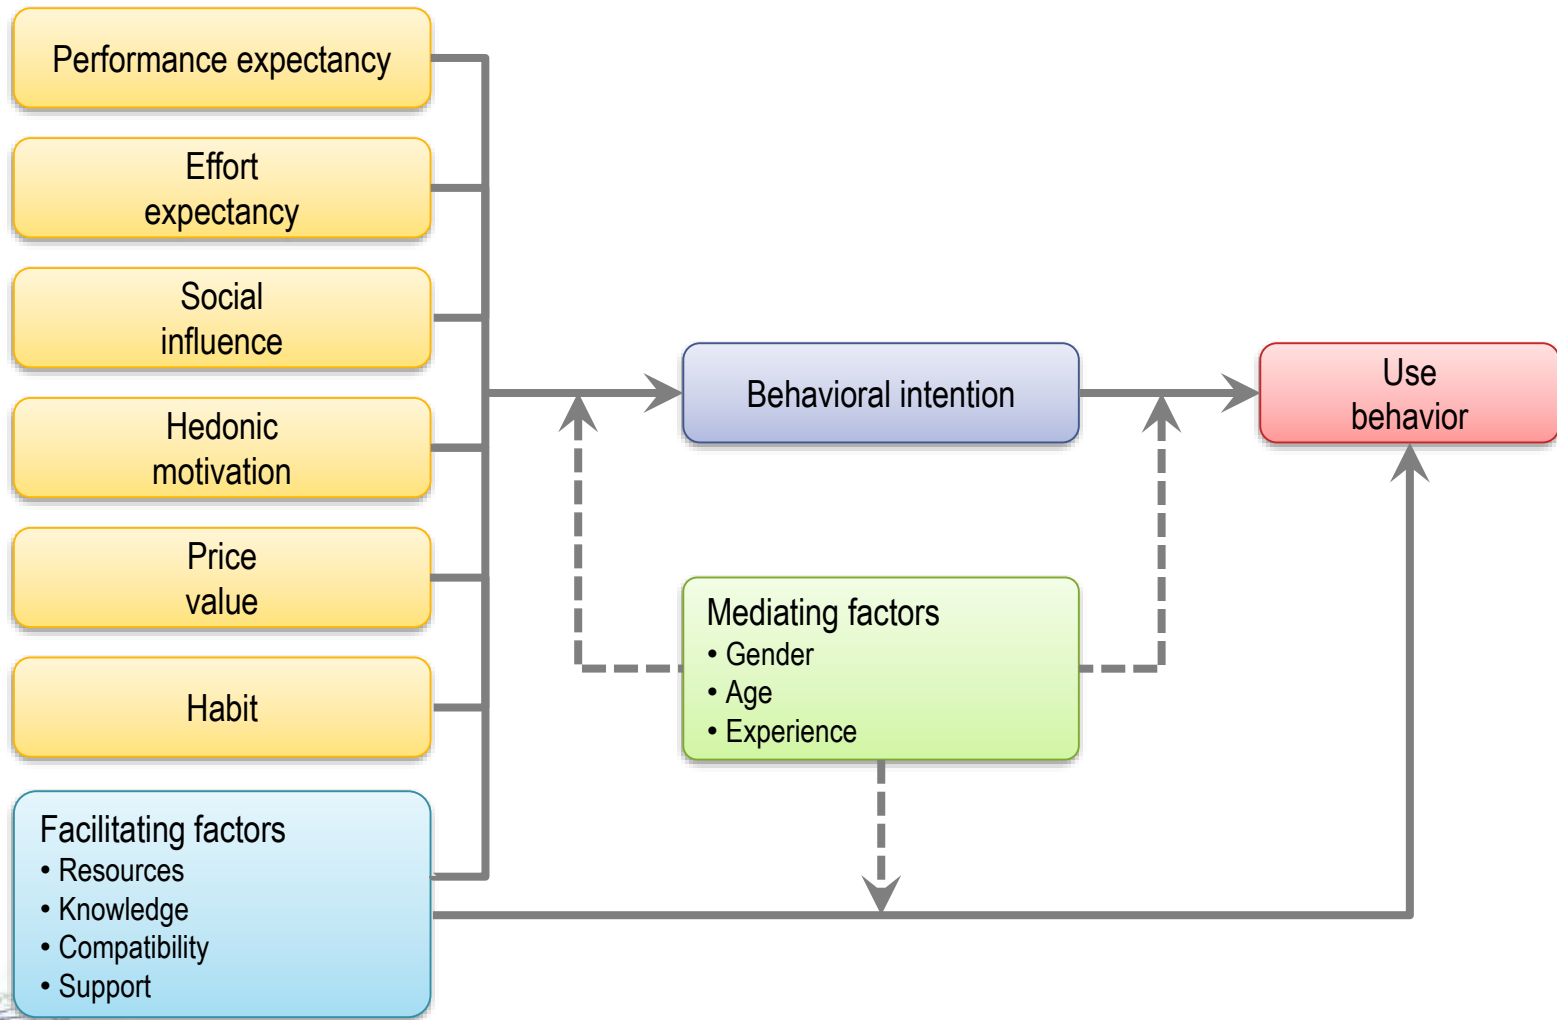 Performance expectancy
Effort
expectancy
Social
influence
Hedonic
motivation
Price
value
Habit
Facilitating factors
• Resources
• Knowledge
• Compatibility
• Support
Behavioral intention
Mediating factors
• Gender
• Age
• Experience
Use
behavior